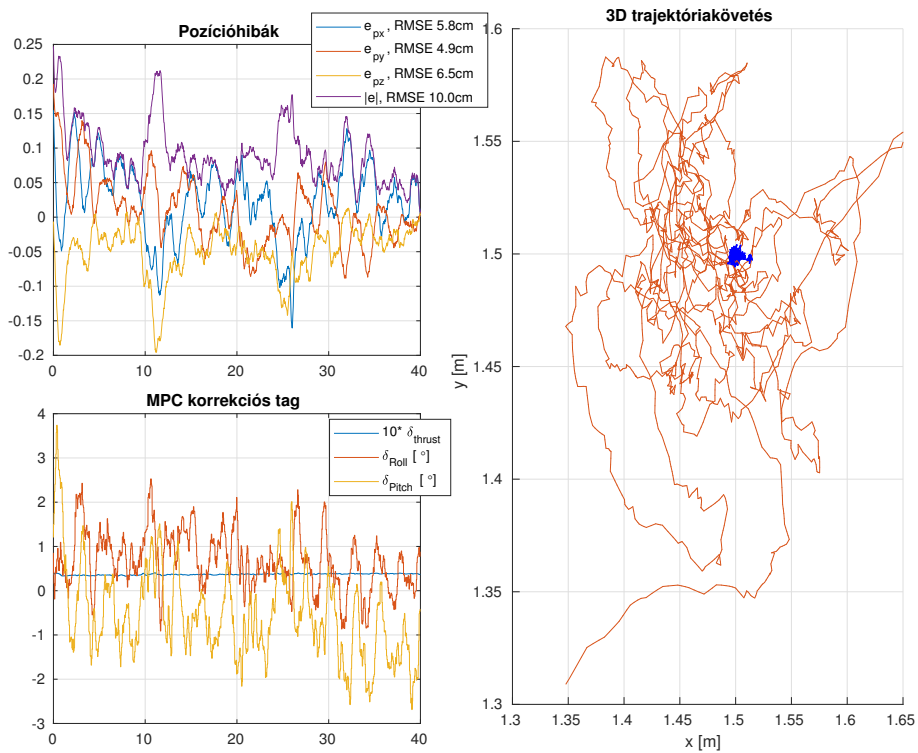 Pozícióhibák
e_px, RMSE 5.8cm
e_py, RMSE 4.9cm
e_pz, RMSE 6.5cm
|e|, RMSE 10.0cm
0.25
0.2
0.15
0.1
0.05
0
-0.05
-0.1
-0.15
-0.2
0 10 20 30 40
MPC korrekciós tag
10* δ_thrust
δ_Roll [°]
δ_Pitch [°]
4
3
2
1
0
-1
-2
-3
0 10 20 30 40
3D trajektóriakövetés
1.6
1.55
1.5
1.45
1.4
1.35
1.3
y [m]
1.3 1.35 1.4 1.45 1.5 1.55 1.6 1.65
x [m]